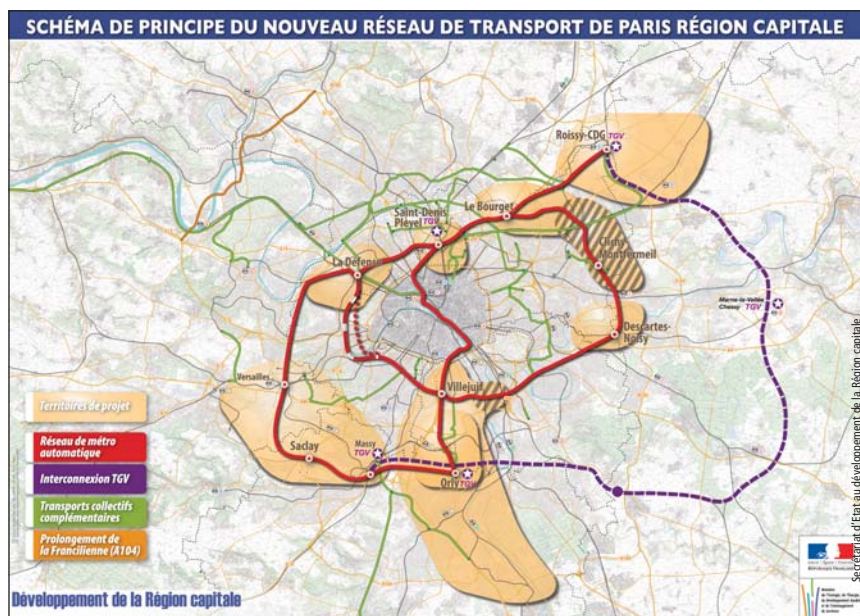 SCHÉMA DE PRINCIPE DU NOUVEAU RÉSEAU DE TRANSPORT DE PARIS RÉGION CAPITALE
Roissy-CDG TGV
Le Bourget
Saint-Denis
Pleyel TGV
Clichy
Montfermeil
La Défense
Marne-la-Vallée
Chessy TGV
Descartes-
Noisy
Versailles
Villejuif
Saclay
Massy
TGV
Orly TGV
Territoires de projet
Réseau de métro
automatique
Interconnexion TGV
Transports collectifs
complémentaires
Prolongement de
la Francilienne (A104)
Développement de la Région capitale
RÉPUBLIQUE FRANÇAISE
Secrétariat d'Etat au développement de la Région capitale